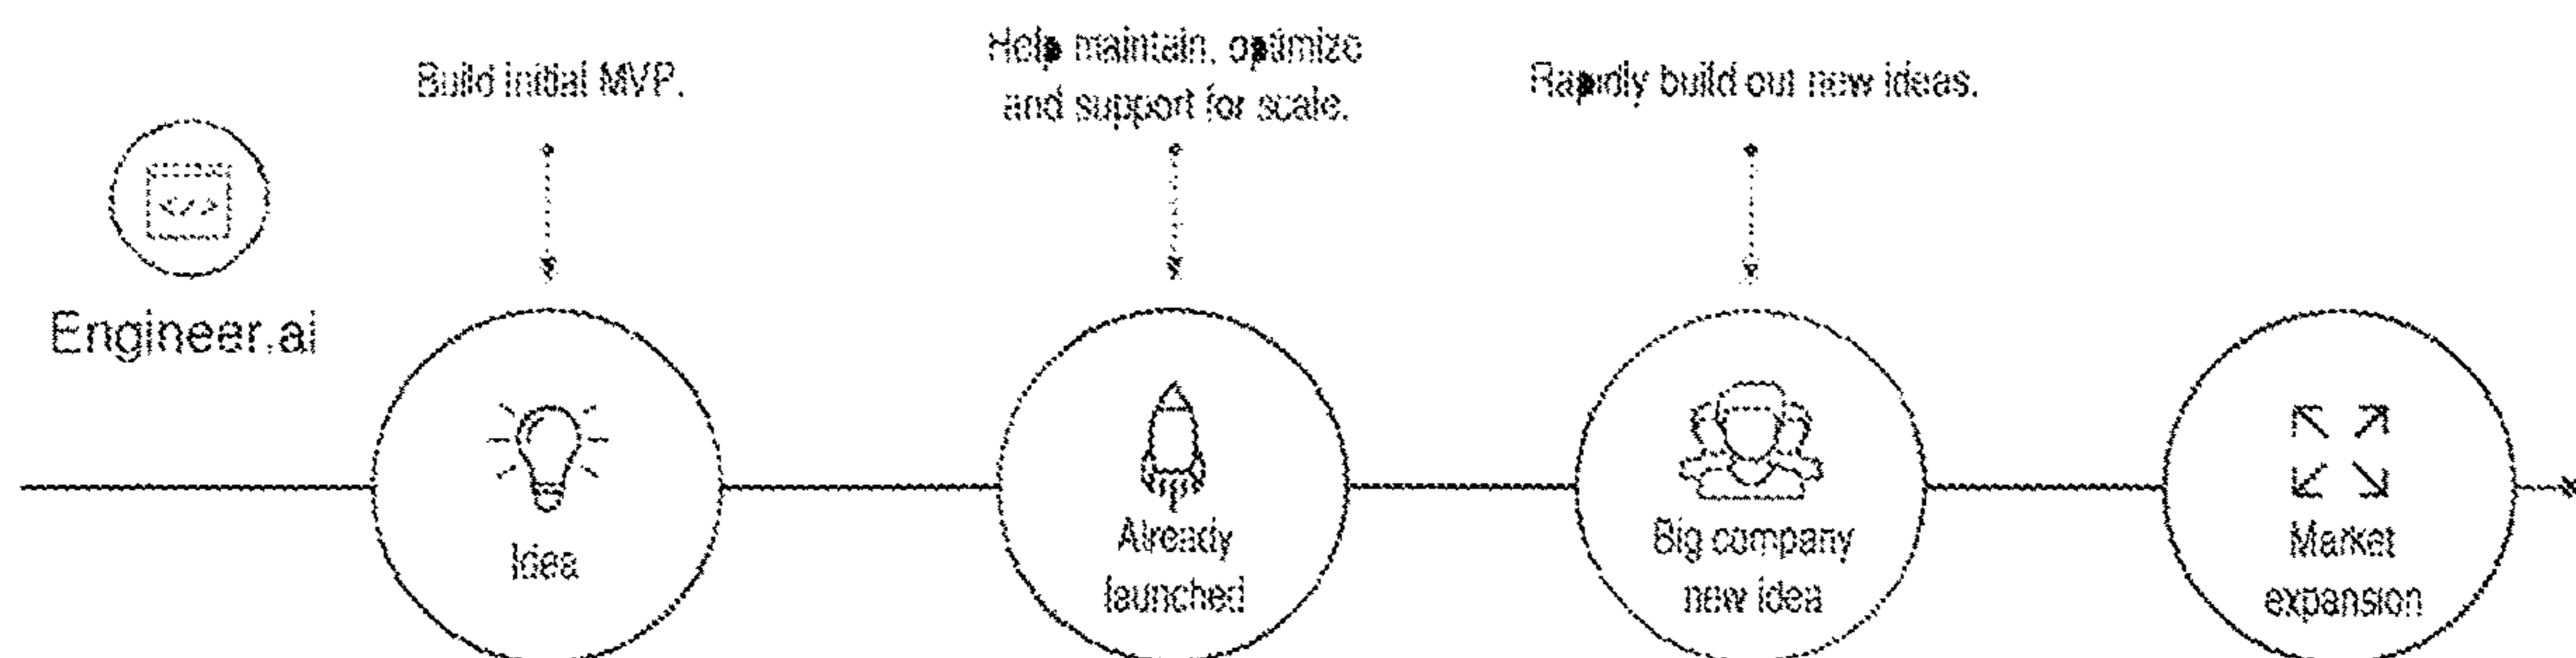 Build initial MVP.
Help maintain, optimize
and support for scale.
Rapidly build out new ideas.
</>
Engineer.ai
Idea
Already
launched
Big company
new idea
Market
expansion